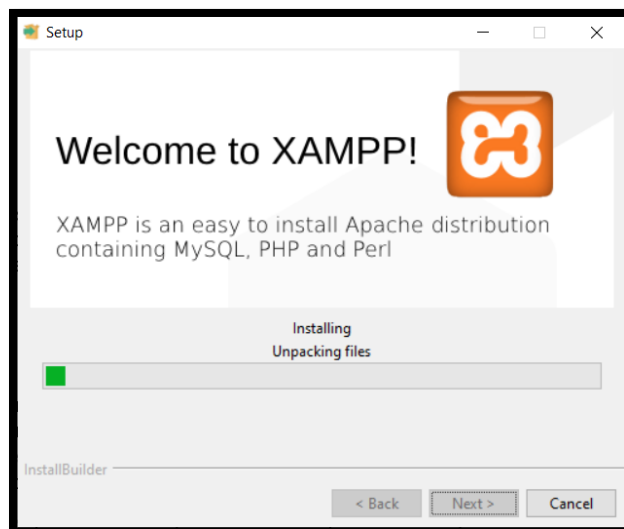 Setup
Welcome to XAMPP!
XAMPP is an easy to install Apache distribution
containing MySQL, PHP and Perl
Installing
Unpacking files
InstallBuilder
< Back Next > Cancel